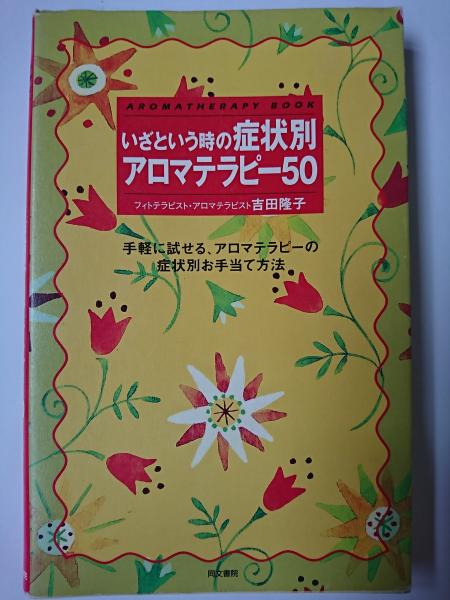 AROMATHERAPY BOOK
いざという時の症状別
アロマテラピー50
フィトテラピスト・アロマテラピスト吉田隆子
手軽に試せる、アロマテラピーの
症状別お手当て方法
同文書院